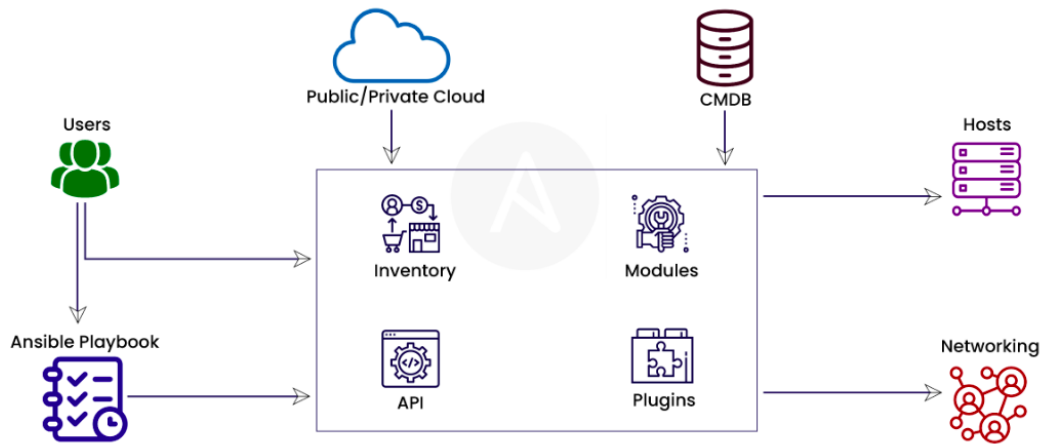 Public/Private Cloud
CMDB
Users
Hosts
Inventory
Modules
Ansible Playbook
Networking
API
Plugins